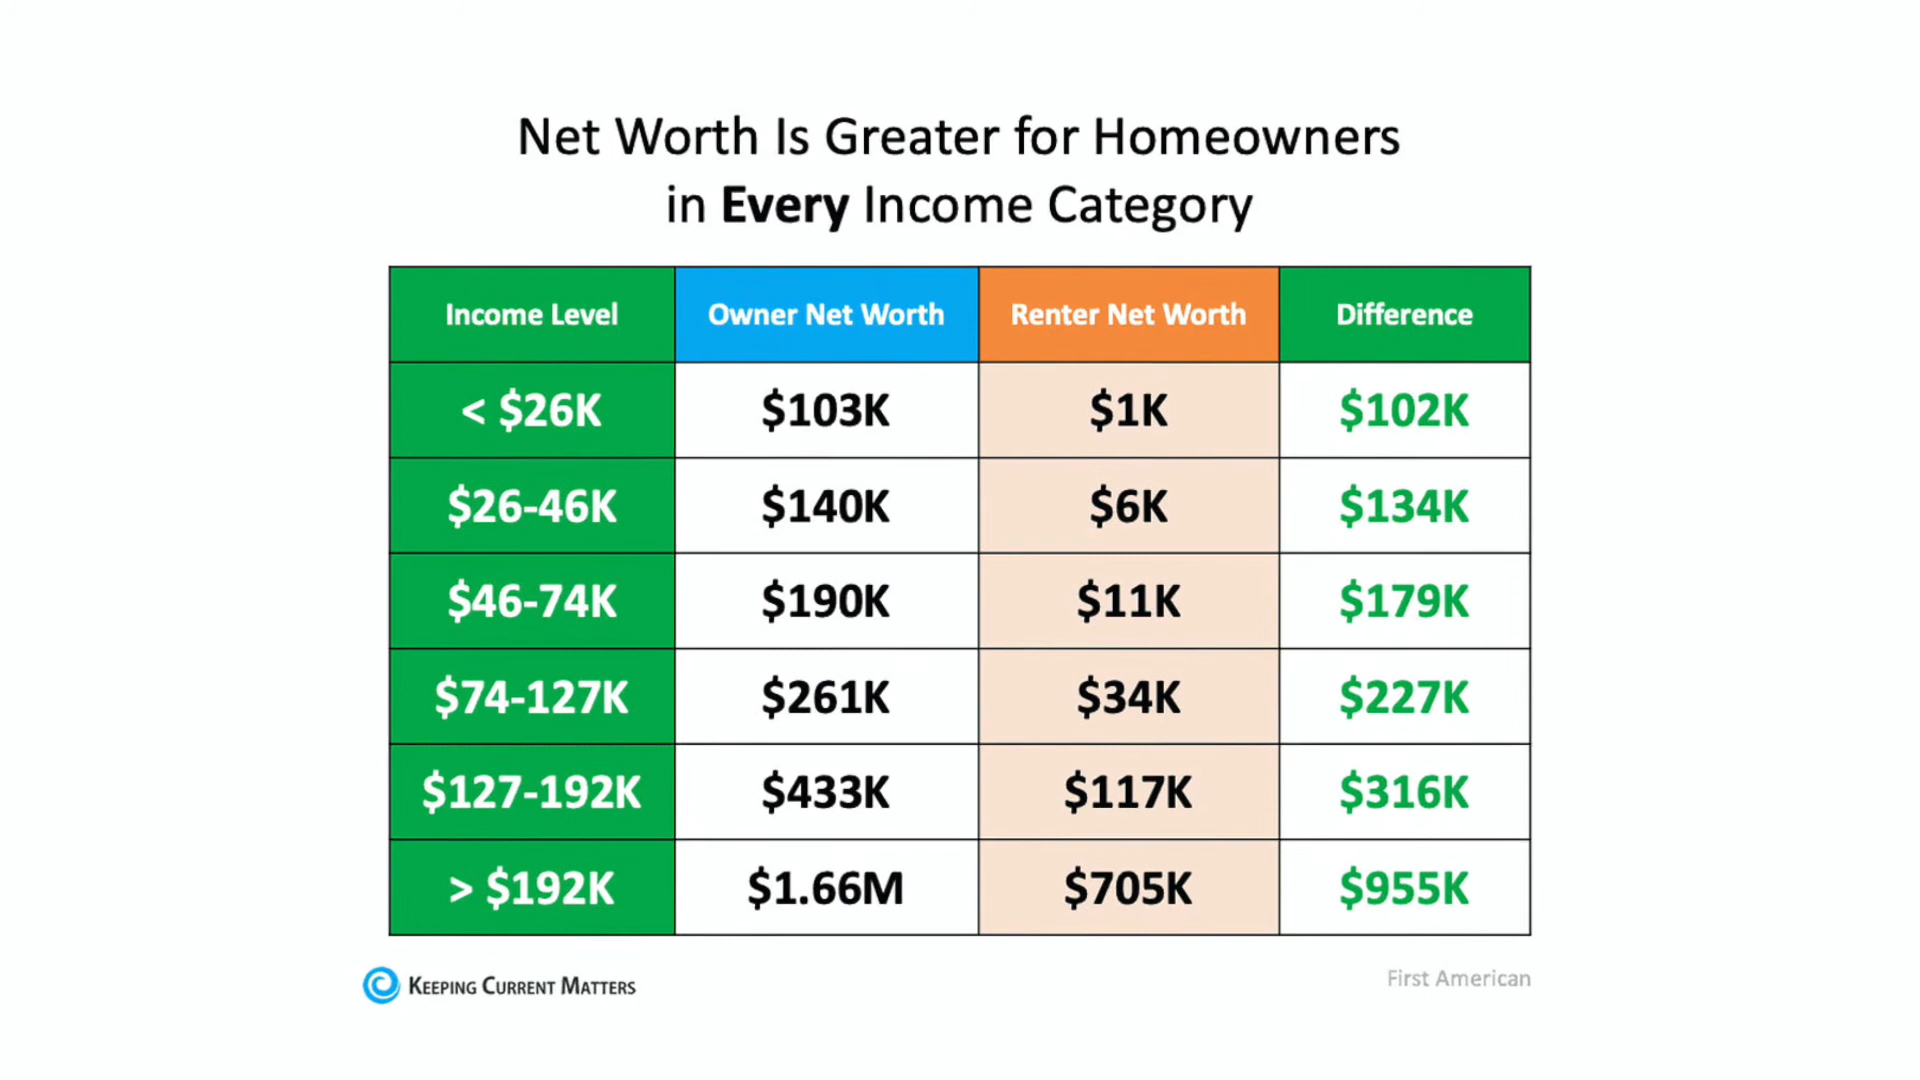 Net Worth Is Greater for Homeowners
in Every Income Category
Income Level Owner Net Worth Renter Net Worth Difference
< $26K $103K $1K $102K
$26-46K $140K $6K $134K
$46-74K $190K $11K $179K
$74-127K $261K $34K $227K
$127-192K $433K $117K $316K
> $192K $1.66M $705K $955K
KEEPING CURRENT MATTERS First American